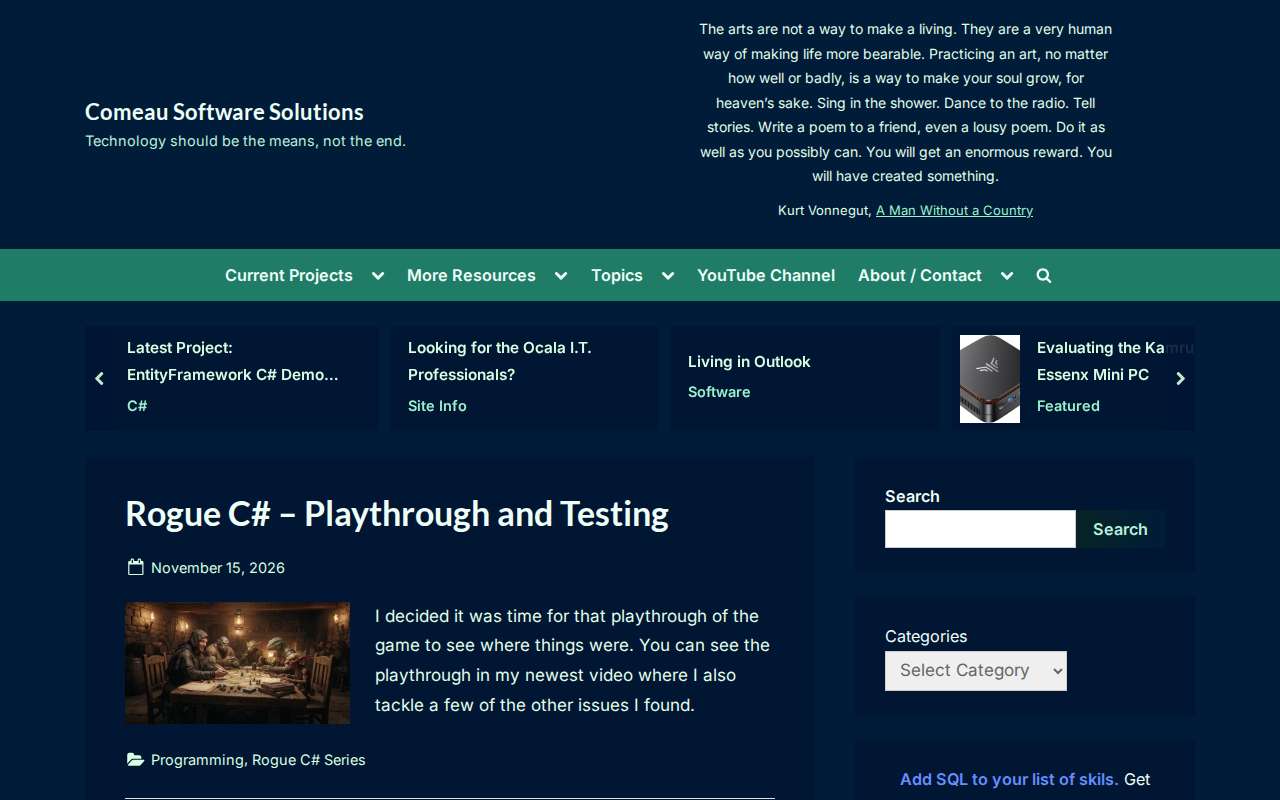 The arts are not a way to make a living. They are a very human
way of making life more bearable. Practicing an art, no matter
how well or badly, is a way to make your soul grow, for
heaven’s sake. Sing in the shower. Dance to the radio. Tell
stories. Write a poem to a friend, even a lousy poem. Do it as
well as you possibly can. You will get an enormous reward. You
will have created something.
Kurt Vonnegut, A Man Without a Country
Comeau Software Solutions
Technology should be the means, not the end.
Current Projects
More Resources
Topics
YouTube Channel
About / Contact
Latest Project:
EntityFramework C# Demo...
C#
Looking for the Ocala I.T.
Professionals?
Site Info
Living in Outlook
Software
Evaluating the Kamru
Essenx Mini PC
Featured
Rogue C# – Playthrough and Testing
November 15, 2026
I decided it was time for that playthrough of the
game to see where things were. You can see the
playthrough in my newest video where I also
tackle a few of the other issues I found.
Programming, Rogue C# Series
Search
Search
Categories
Select Category
Add SQL to your list of skils. Get